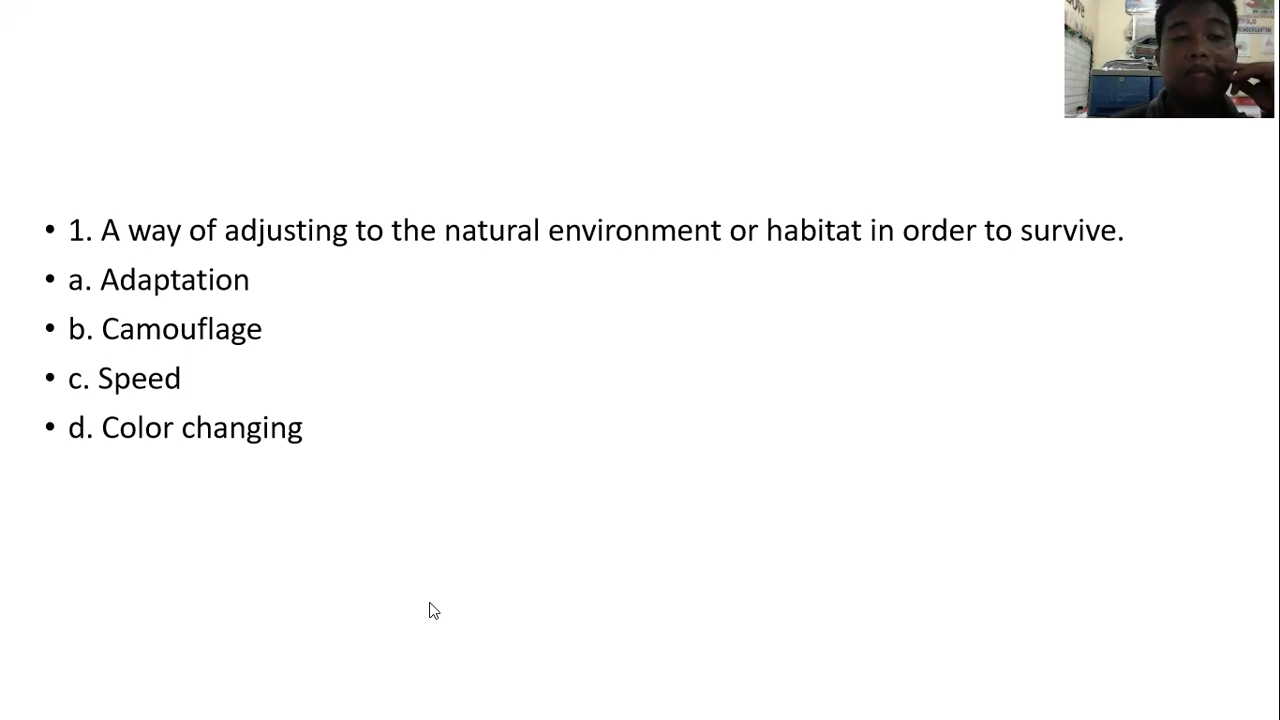 • 1. A way of adjusting to the natural environment or habitat in order to survive.
• a. Adaptation
• b. Camouflage
• c. Speed
• d. Color changing